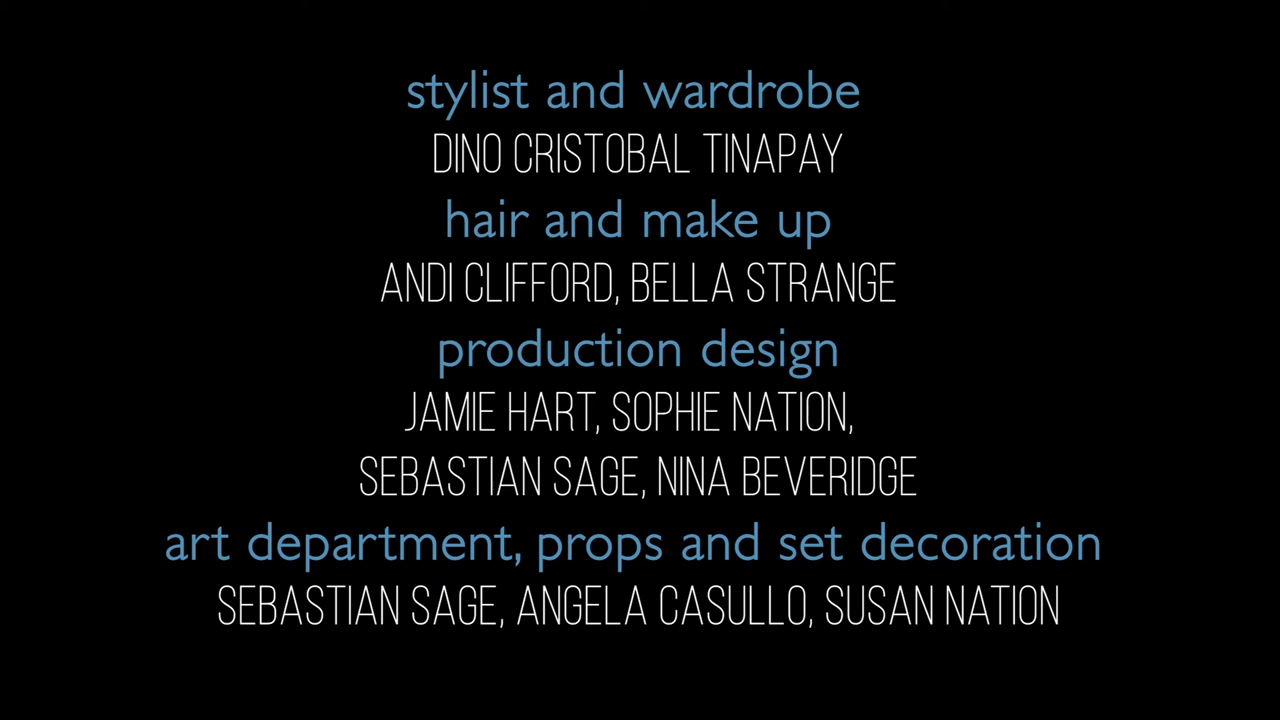 stylist and wardrobe
DINO CRISTOBAL TINAPAY
hair and make up
ANDI CLIFFORD, BELLA STRANGE
production design
JAMIE HART, SOPHIE NATION,
SEBASTIAN SAGE, NINA BEVERIDGE
art department, props and set decoration
SEBASTIAN SAGE, ANGELA CASULLO, SUSAN NATION